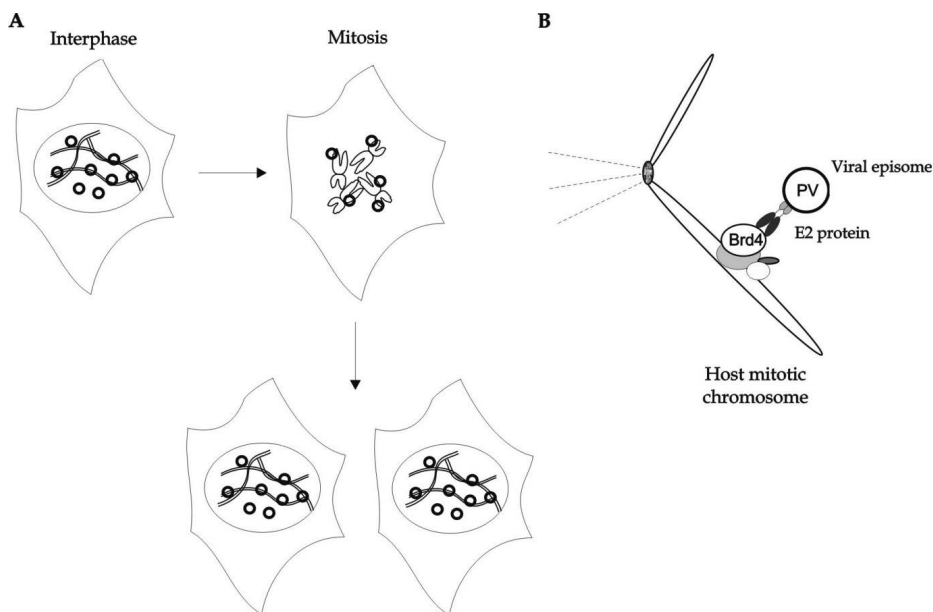 A
Interphase
Mitosis
B
Viral episome
PV
E2 protein
Brd4
Host mitotic
chromosome